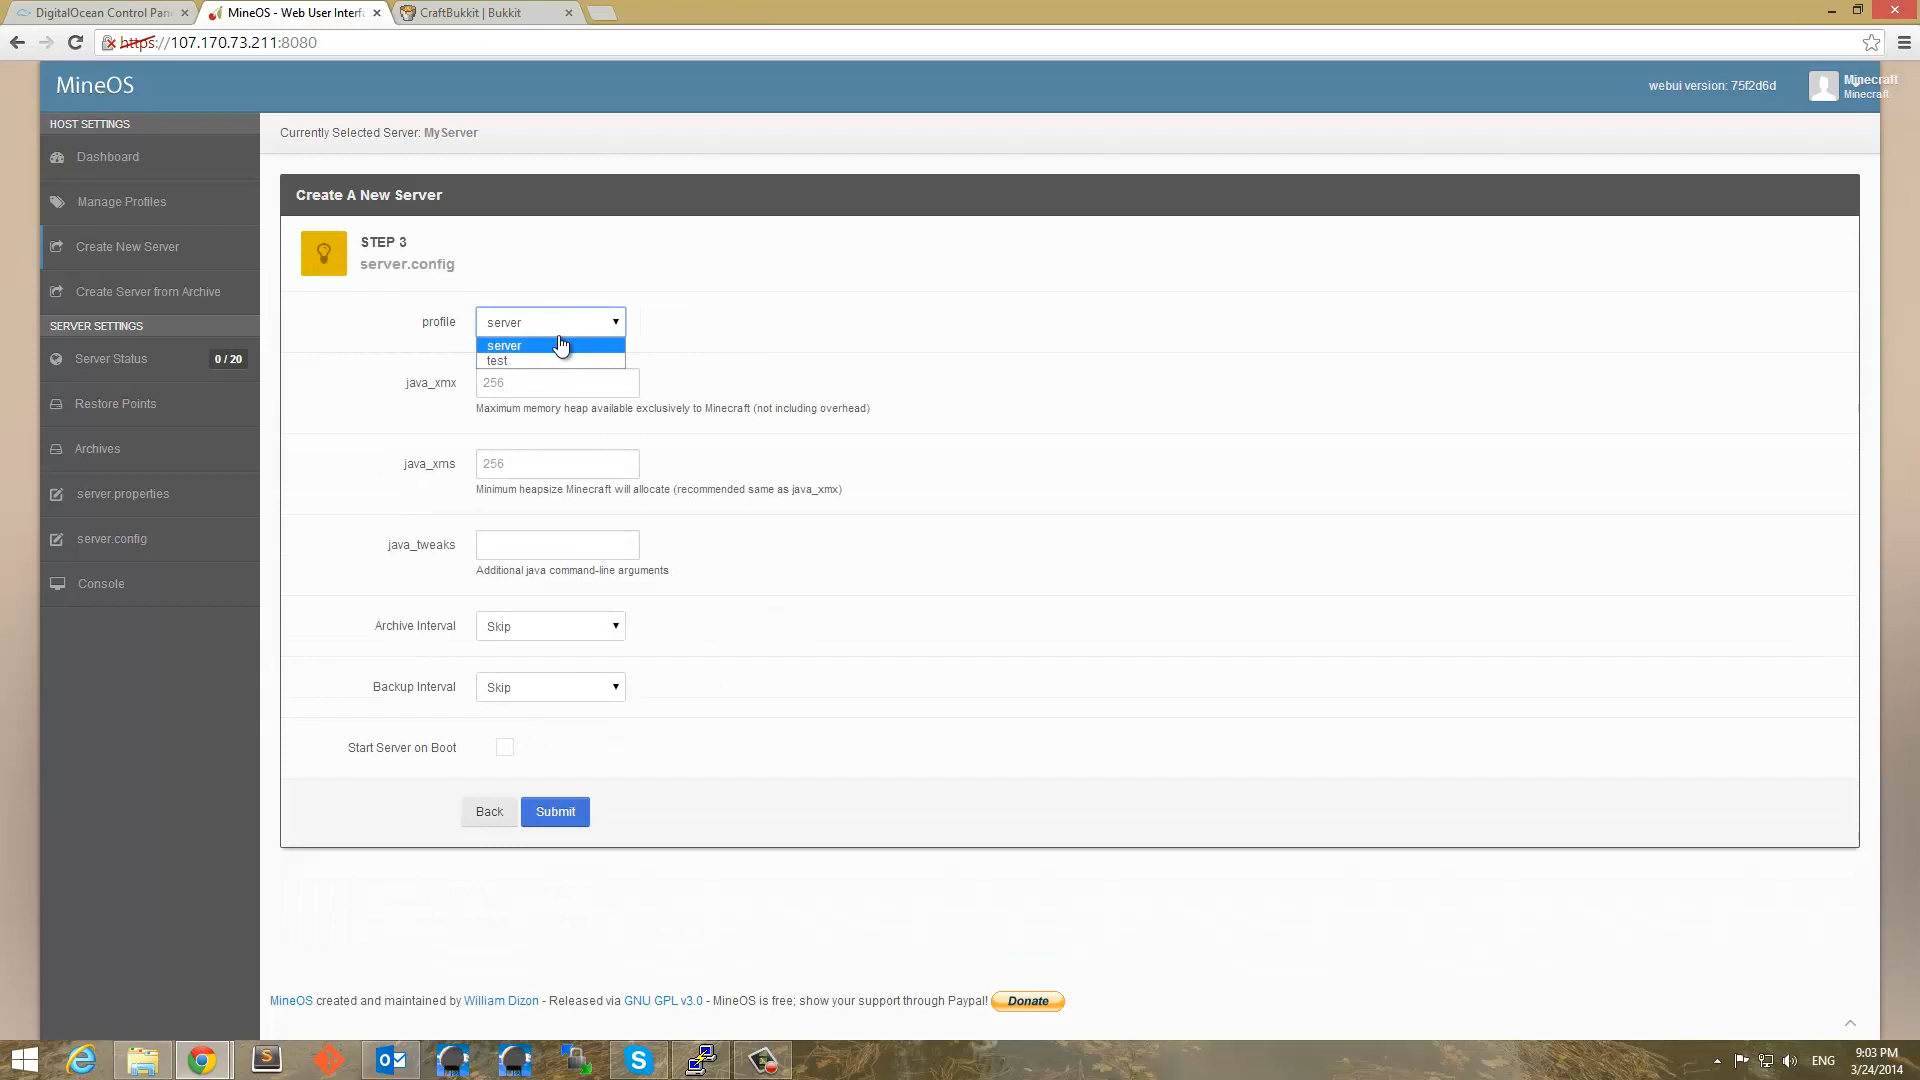 DigitalOcean Control Pan
MineOS - Web User Interfa
CraftBukkit | Bukkit
https://107.170.73.211:8080
MineOS
webui version: 75f2d6d
Minecraft
Minecraft
HOST SETTINGS
Currently Selected Server: MyServer
Dashboard
Manage Profiles
Create New Server
Create Server from Archive
SERVER SETTINGS
Server Status 0 / 20
Restore Points
Archives
server.properties
server.config
Console
Create A New Server
STEP 3
server.config
profile server
server
test
java_xmx 256
Maximum memory heap available exclusively to Minecraft (not including overhead)
java_xms 256
Minimum heapsize Minecraft will allocate (recommended same as java_xmx)
java_tweaks
Additional java command-line arguments
Archive Interval Skip
Backup Interval Skip
Start Server on Boot
Back Submit
MineOS created and maintained by William Dizon - Released via GNU GPL v3.0 - MineOS is free; show your support through Paypal! Donate
ENG
9:03 PM
3/24/2014